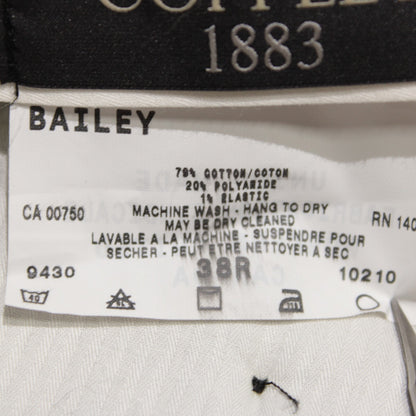 1883
BAILEY
79% COTTON/COTON
20% POLYAMIDE
1% ELASTIC
CA 00750 MACHINE WASH - HANG TO DRY RN 140
MAY BE DRY CLEANED
LAVABLE A LA MACHINE - SUSPENDRE POUR
SECHER - PEUT ETRE NETTOYER A SEC
9430 38R 10210
40